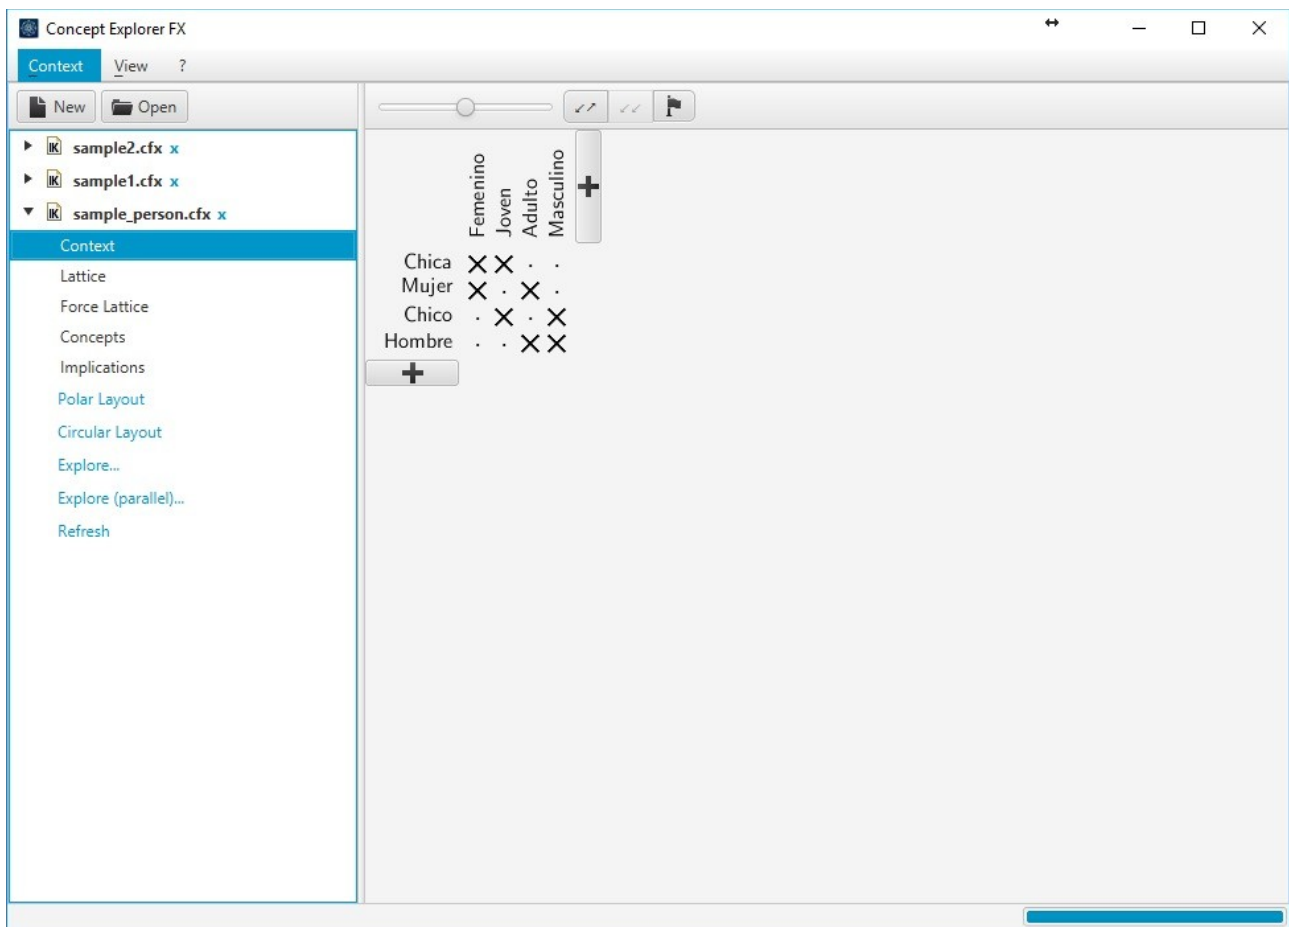 Concept Explorer FX
Context View ?
New Open
sample2.cfx x
sample1.cfx x
sample_person.cfx x
Context
Lattice
Force Lattice
Concepts
Implications
Polar Layout
Circular Layout
Explore...
Explore (parallel)...
Refresh
Femenino
Joven
Adulto
Masculino
Chica
Mujer
Chico
Hombre